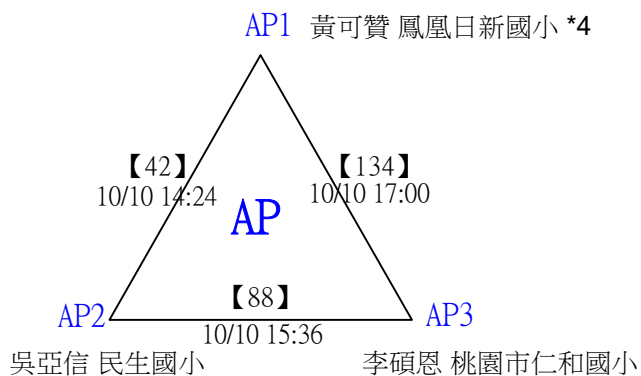 AP1 黃可贊 鳳凰日新國小 *4
【42】
10/10 14:24
【134】
10/10 17:00
AP
【88】
10/10 15:36
AP2
AP3
吳亞信 民生國小
李碩恩 桃園市仁和國小